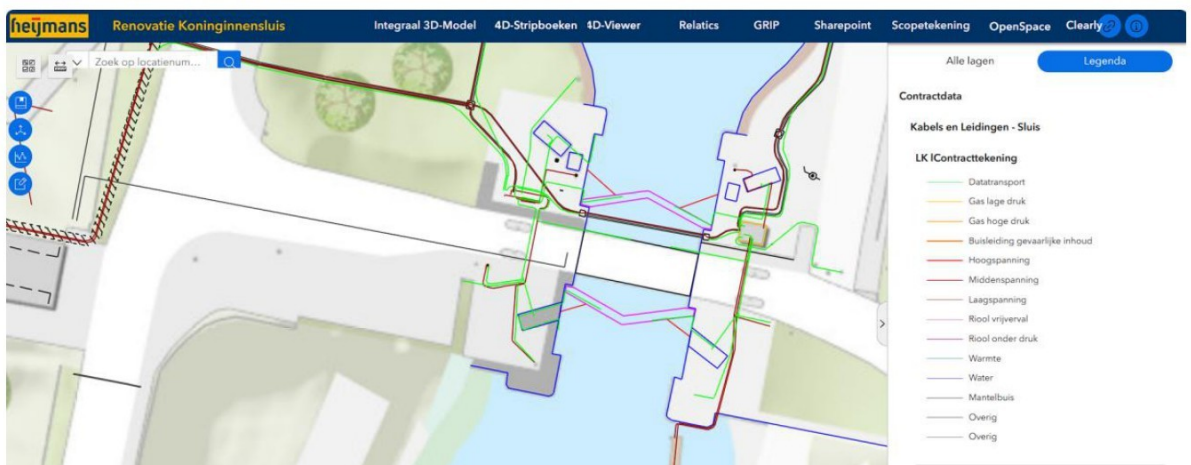 heijmans Renovatie Koninginnensluis Integraal 3D-Model 4D-Stripboeken 4D-Viewer Relatics GRIP Sharepoint Scopetekening OpenSpace Clearly
Zoek op locatienum...
Alle lagen Legenda
Contractdata
Kabels en Leidingen - Sluis
LK lContracttekening
Datatransport
Gas lage druk
Gas hoge druk
Buisleiding gevaarlijke inhoud
Hoogspanning
Middenspanning
Laagspanning
Riool vrijverval
Riool onder druk
Warmte
Water
Mantelbuis
Overig
Overig